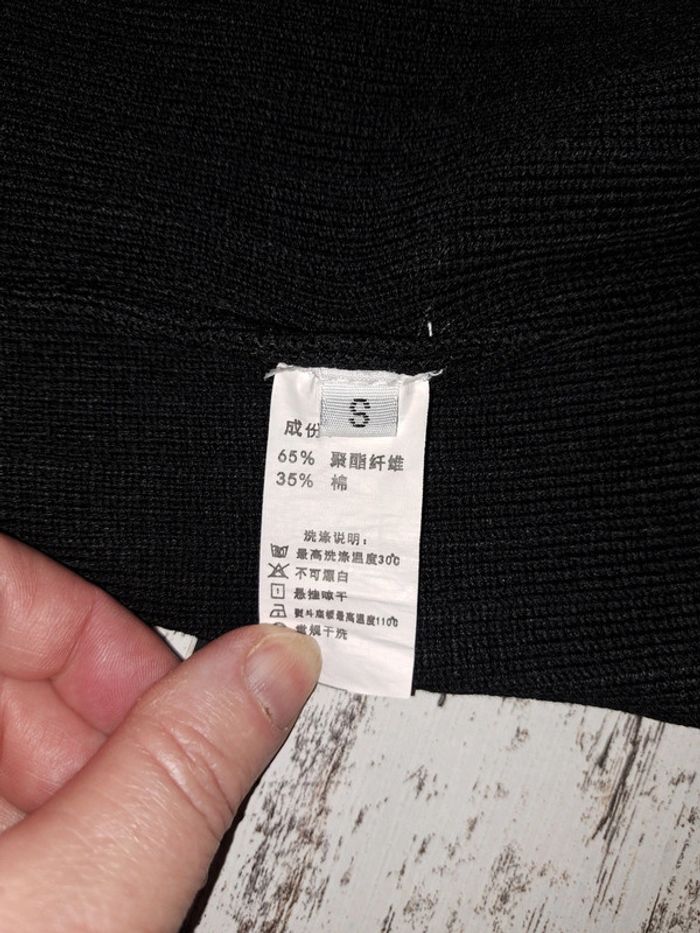 S
成份
65% 聚酯纤维
35% 棉
洗涤说明：
最高洗涤温度30℃
不可漂白
悬挂晾干
熨斗底板最高温度110℃
常规干洗